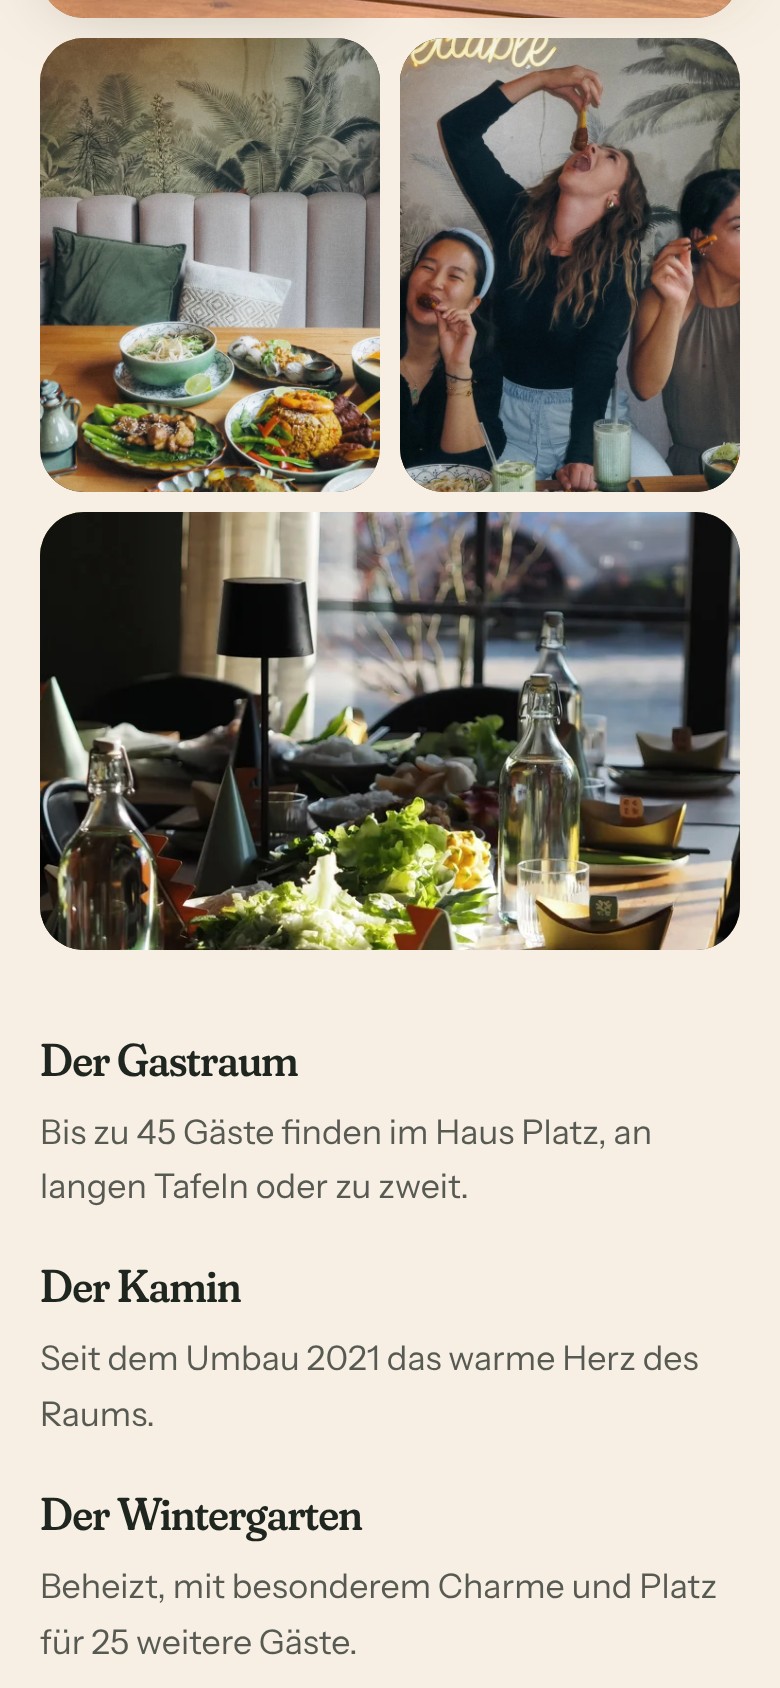 Der Gastraum
Bis zu 45 Gäste finden im Haus Platz, an
langen Tafeln oder zu zweit.
Der Kamin
Seit dem Umbau 2021 das warme Herz des
Raums.
Der Wintergarten
Beheizt, mit besonderem Charme und Platz
für 25 weitere Gäste.